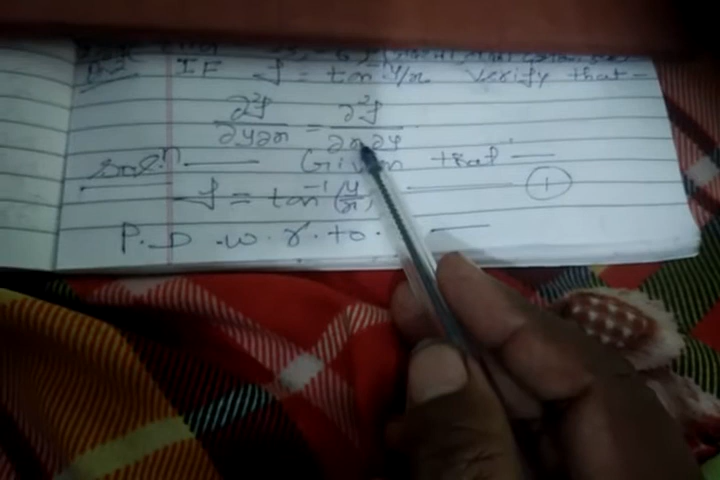 IF f = tan⁻¹ y/x Verify that —
∂²f/∂y∂x = ∂²f/∂x∂y
Solⁿ — Given that —
f = tan⁻¹ (y/x) — (1)
P.D.w.r.to. —